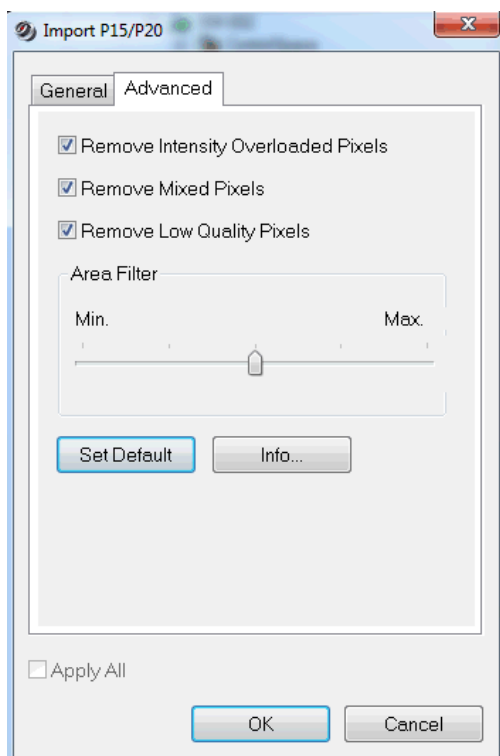 Import P15/P20
General Advanced
Remove Intensity Overloaded Pixels
Remove Mixed Pixels
Remove Low Quality Pixels
Area Filter
Min. Max.
Set Default Info...
Apply All
OK Cancel